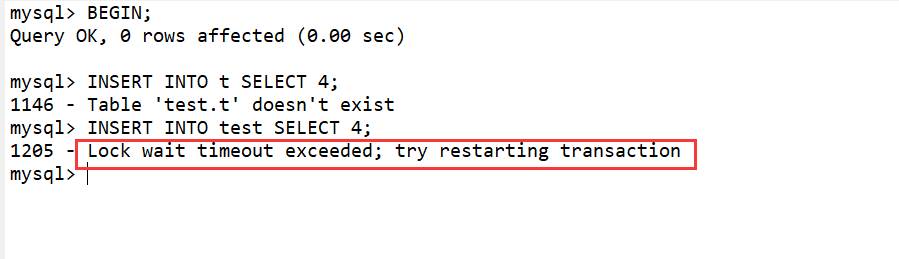 mysql> BEGIN;
Query OK, 0 rows affected (0.00 sec)
mysql> INSERT INTO t SELECT 4;
1146 - Table 'test.t' doesn't exist
mysql> INSERT INTO test SELECT 4;
1205 - Lock wait timeout exceeded; try restarting transaction
mysql>